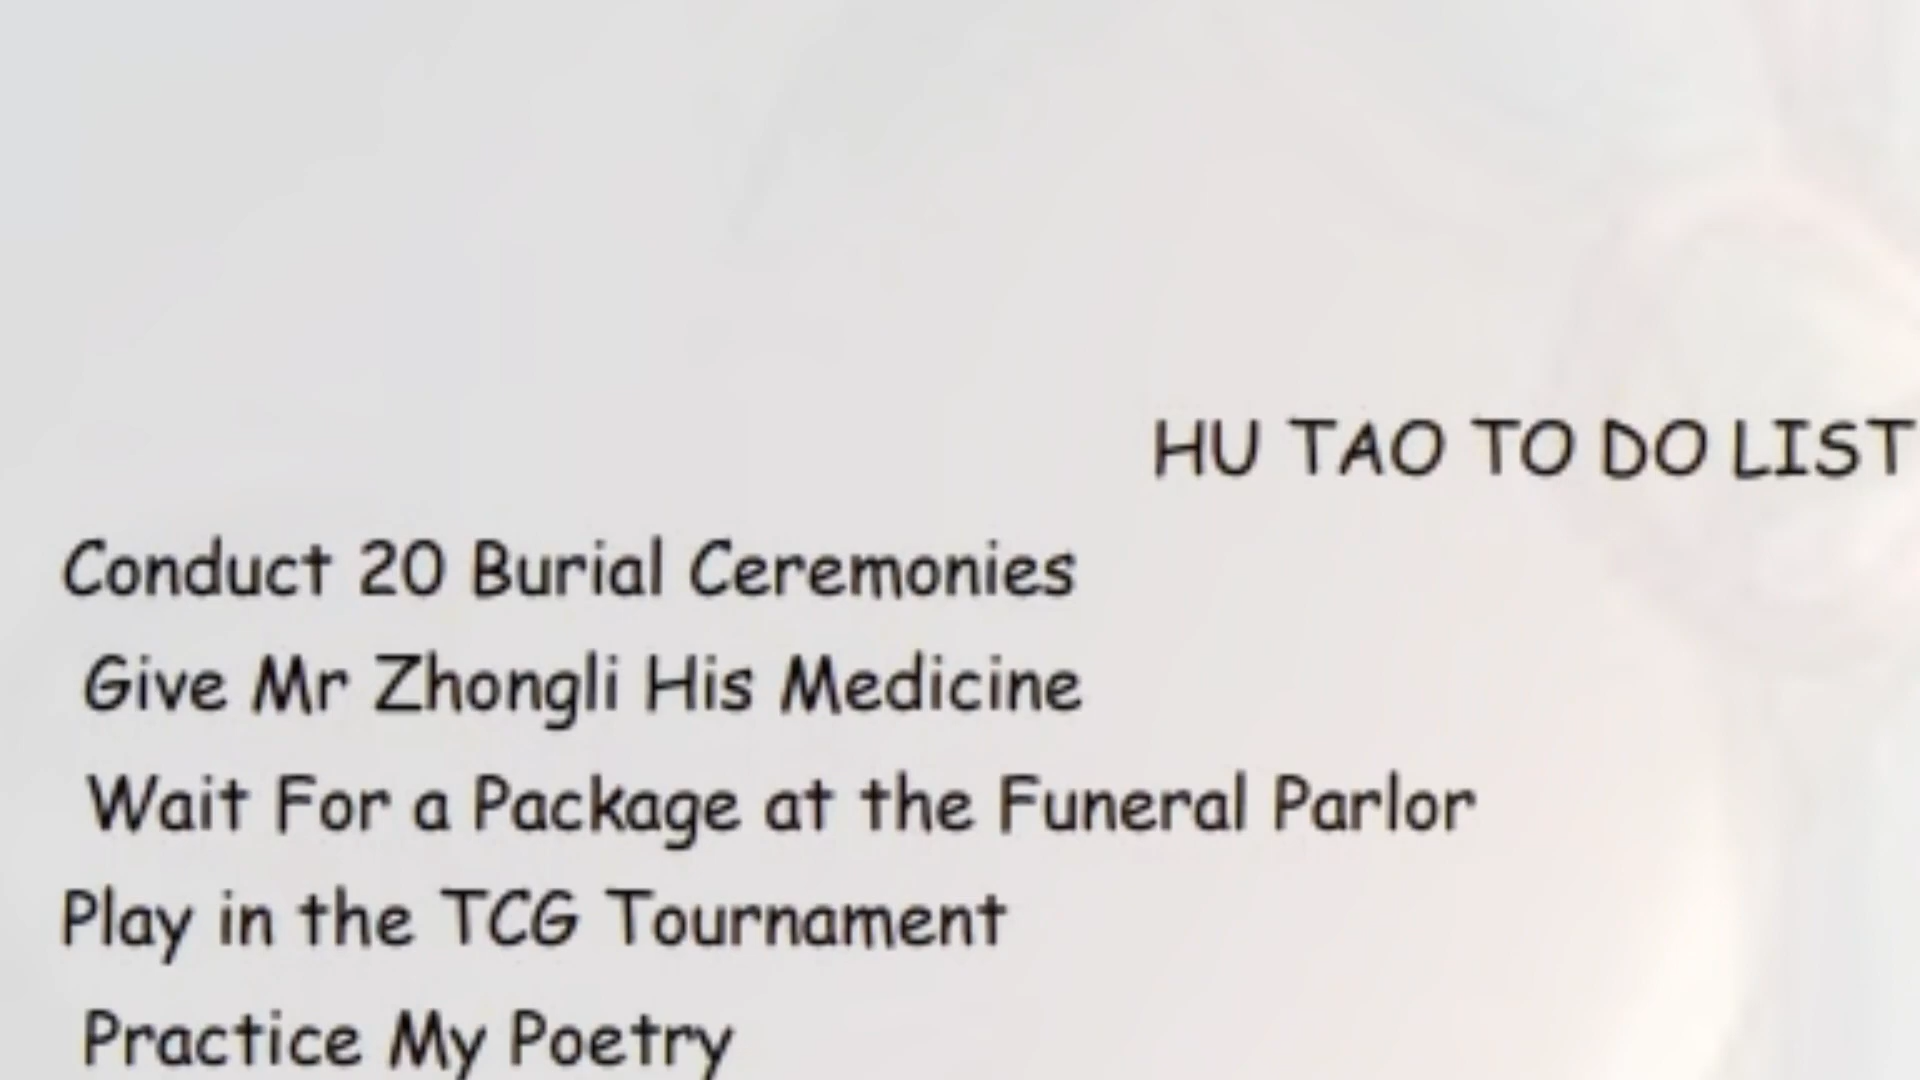 HU TAO TO DO LIST
Conduct 20 Burial Ceremonies
Give Mr Zhongli His Medicine
Wait For a Package at the Funeral Parlor
Play in the TCG Tournament
Practice My Poetry